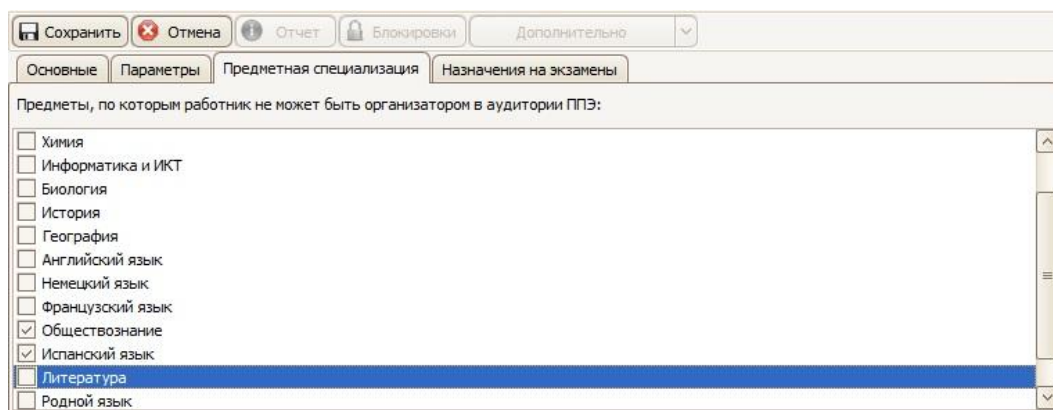 Сохранить Отмена Отчет Блокировки Дополнительно
Основные Параметры Предметная специализация Назначения на экзамены
Предметы, по которым работник не может быть организатором в аудитории ППЭ:
Химия
Информатика и ИКТ
Биология
История
География
Английский язык
Немецкий язык
Французский язык
Обществознание
Испанский язык
Литература
Родной язык